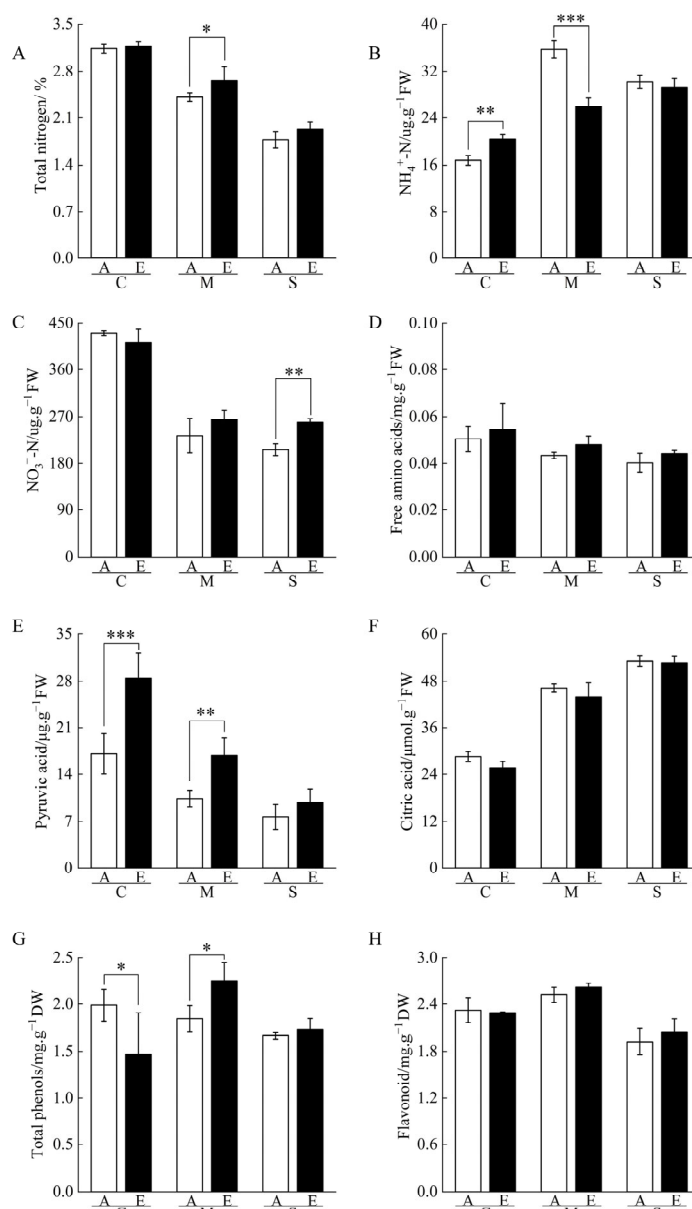 A
Total nitrogen/ %
3.5
2.8
2.1
1.4
0.7
0.0
*
A E A E A E
C M S
B
NH₄⁺-N/ug.g⁻¹FW
40
32
24
16
8
0
**
***
A E A E A E
C M S
C
NO₃⁻-N/ug.g⁻¹FW
450
360
270
180
90
0
**
A E A E A E
C M S
D
Free amino acids/mg.g⁻¹FW
0.10
0.08
0.06
0.04
0.02
0.00
A E A E A E
C M S
E
Pyruvic acid/μg.g⁻¹FW
35
28
21
14
7
0
***
**
A E A E A E
C M S
F
Citric acid/μmol.g⁻¹FW
60
48
36
24
12
0
A E A E A E
C M S
G
Total phenols/mg.g⁻¹DW
2.5
2.0
1.5
1.0
0.5
0.0
*
*
A E A E A E
H
Flavonoid/mg.g⁻¹DW
3.0
2.4
1.8
1.2
0.6
0.0
A E A E A E